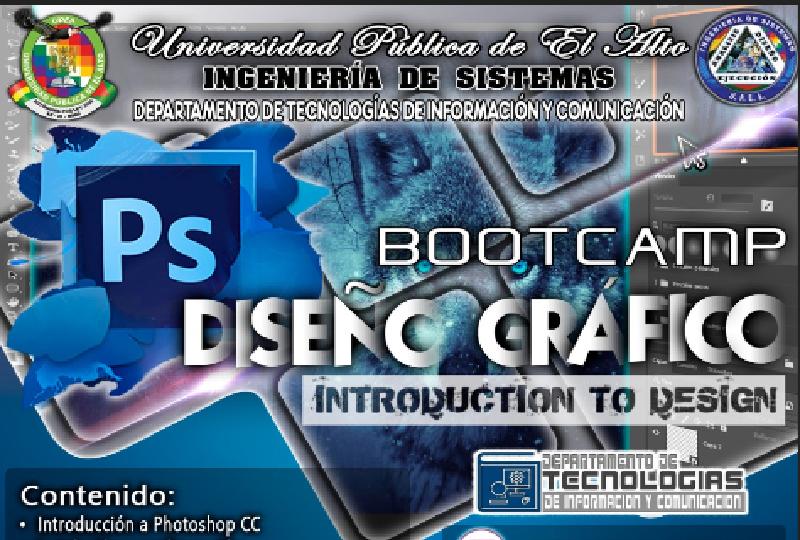 Universidad Pública de El Alto
INGENIERÍA DE SISTEMAS
DEPARTAMENTO DE TECNOLOGÍAS DE INFORMACIÓN Y COMUNICACIÓN
Ps
BOOTCAMP
DISEÑO GRÁFICO
INTRODUCTION TO DESIGN
DEPARTAMENTO DE
TECNOLOGIAS
DE INFORMACION Y COMUNICACION
Contenido:
• Introducción a Photoshop CC